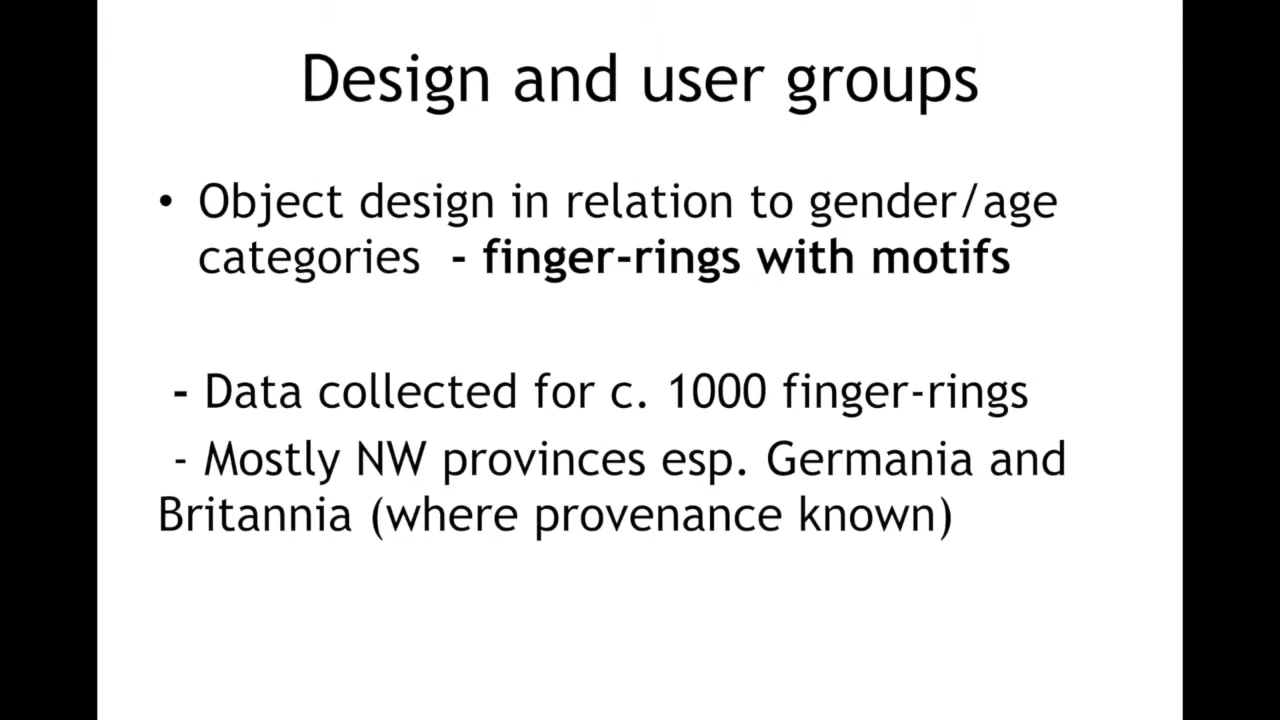 Design and user groups
• Object design in relation to gender/age
categories - finger-rings with motifs
- Data collected for c. 1000 finger-rings
- Mostly NW provinces esp. Germania and
Britannia (where provenance known)